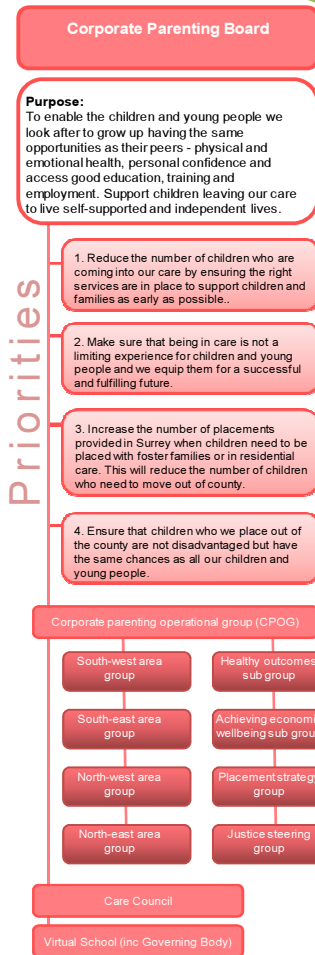 Corporate Parenting Board
Purpose:
To enable the children and young people we
look after to grow up having the same
opportunities as their peers - physical and
emotional health, personal confidence and
access good education, training and
employment. Support children leaving our care
to live self-supported and independent lives.
Priorities
1. Reduce the number of children who are
coming into our care by ensuring the right
services are in place to support children and
families as early as possible..
2. Make sure that being in care is not a
limiting experience for children and young
people and we equip them for a successful
and fulfilling future.
3. Increase the number of placements
provided in Surrey when children need to be
placed with foster families or in residential
care. This will reduce the number of children
who need to move out of county.
4. Ensure that children who we place out of
the county are not disadvantaged but have
the same chances as all our children and
young people.
Corporate parenting operational group (CPOG)
South-west area
group
Healthy outcomes
sub group
South-east area
group
Achieving economi
wellbeing sub group
North-west area
group
Placement strategy
group
North-east area
group
Justice steering
group
Care Council
Virtual School (inc Governing Body)